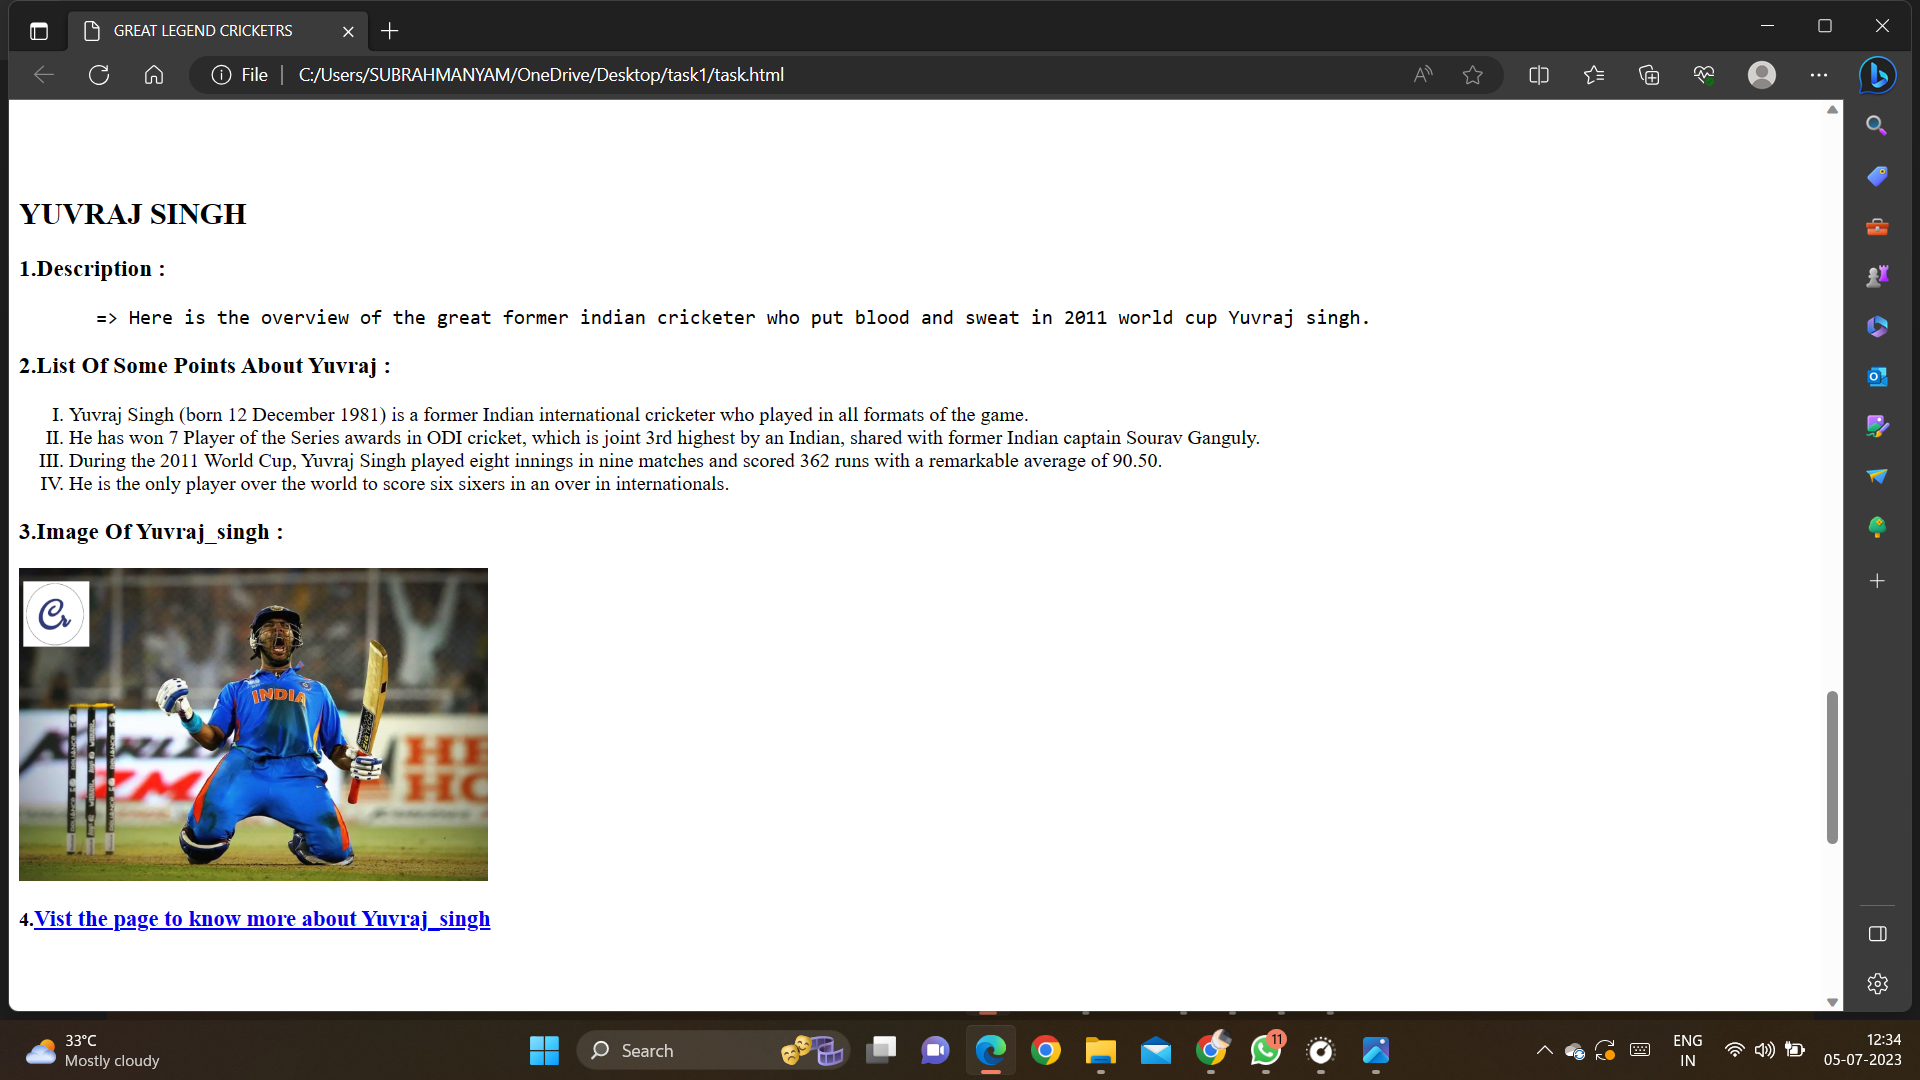 GREAT LEGEND CRICKETRS
File
C:/Users/SUBRAHMANYAM/OneDrive/Desktop/task1/task.html
YUVRAJ SINGH
1.Description :
=> Here is the overview of the great former indian cricketer who put blood and sweat in 2011 world cup Yuvraj singh.
2.List Of Some Points About Yuvraj :
I. Yuvraj Singh (born 12 December 1981) is a former Indian international cricketer who played in all formats of the game.
II. He has won 7 Player of the Series awards in ODI cricket, which is joint 3rd highest by an Indian, shared with former Indian captain Sourav Ganguly.
III. During the 2011 World Cup, Yuvraj Singh played eight innings in nine matches and scored 362 runs with a remarkable average of 90.50.
IV. He is the only player over the world to score six sixers in an over in internationals.
3.Image Of Yuvraj_singh :
Cr
INDIA
4.Vist the page to know more about Yuvraj_singh
33°C
Mostly cloudy
Search
11
ENG
IN
12:34
05-07-2023